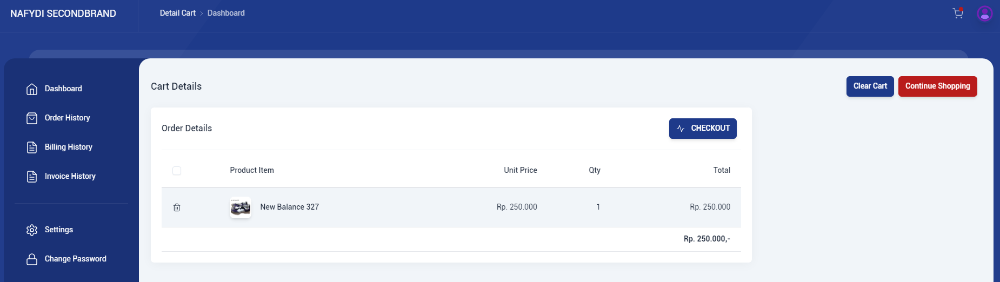 NAFYDI SECONDBRAND
Detail Cart > Dashboard
Dashboard
Order History
Billing History
Invoice History
Settings
Change Password
Cart Details
Clear Cart
Continue Shopping
Order Details
CHECKOUT
Product Item Unit Price Qty Total
New Balance 327 Rp. 250.000 1 Rp. 250.000
Rp. 250.000,-